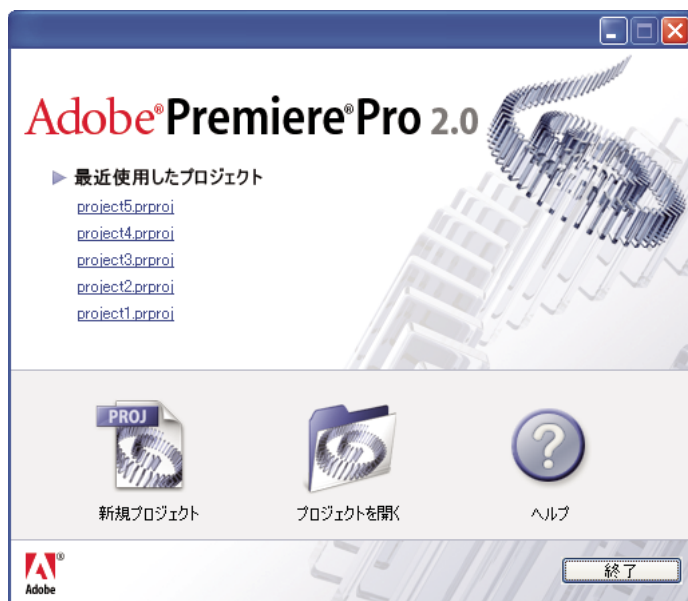 Adobe®Premiere®Pro 2.0
最近使用したプロジェクト
project5.prproj
project4.prproj
project3.prproj
project2.prproj
project1.prproj
PROJ
新規プロジェクト
プロジェクトを開く
ヘルプ
®
Adobe
終了